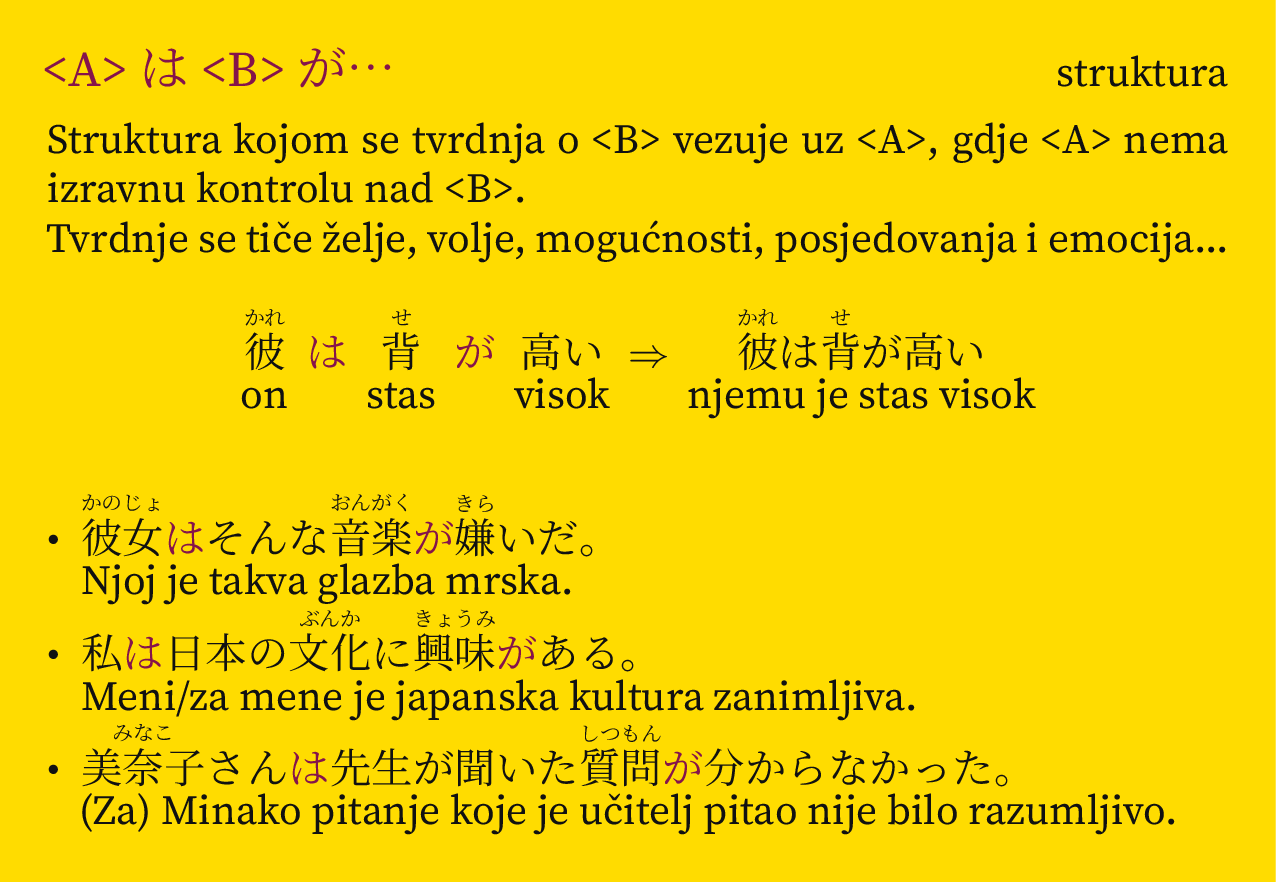 <A> は <B> が…
struktura
Struktura kojom se tvrdnja o <B> vezuje uz <A>, gdje <A> nema
izravnu kontrolu nad <B>.
Tvrdnje se tiče želje, volje, mogućnosti, posjedovanja i emocija...
かれ せ かれ せ
彼 は 背 が 高い ⇒ 彼は背が高い
on stas visok njemu je stas visok
かのじょ おんがく きら
• 彼女はそんな音楽が嫌いだ。
Njoj je takva glazba mrska.
ぶんか きょうみ
• 私は日本の文化に興味がある。
Meni/za mene je japanska kultura zanimljiva.
みなこ しつもん
• 美奈子さんは先生が聞いた質問が分からなかった。
(Za) Minako pitanje koje je učitelj pitao nije bilo razumljivo.